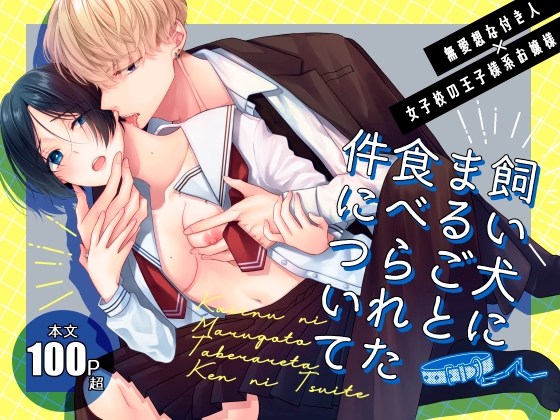 無愛想な付き人
×
女子校の王子様系お嬢様
飼い犬に
まるごと
食べられた
件について
Kaiinu ni
Marugoto
Taberareta
Ken ni Tsuite
本文
100P
超